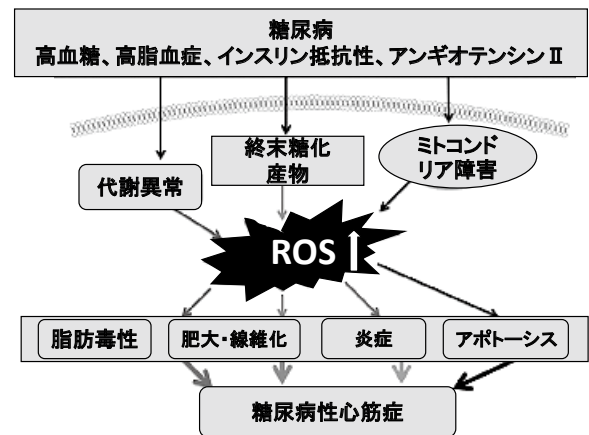 糖尿病
高血糖、高脂血症、インスリン抵抗性、アンギオテンシンⅡ
代謝異常
終末糖化
産物
ミトコンド
リア障害
ROS
脂肪毒性
肥大・線維化
炎症
アポトーシス
糖尿病性心筋症